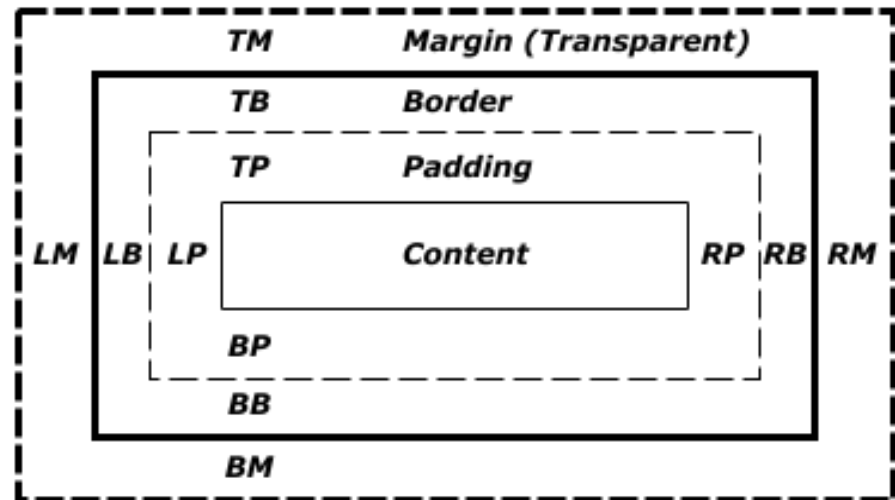 TM Margin (Transparent)
TB Border
TP Padding
LM LB LP Content RP RB RM
BP
BB
BM